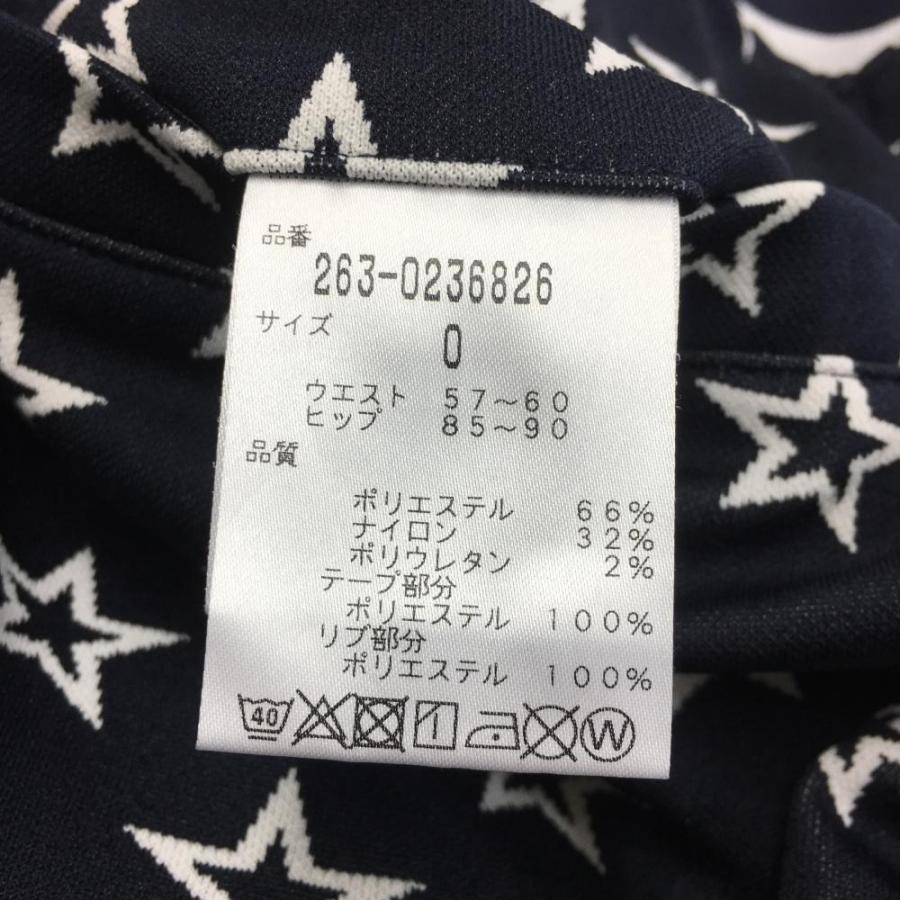 品番
263-0236826
サイズ
0
ウエスト 57～60
ヒップ 85～90
品質
ポリエステル 66%
ナイロン 32%
ポリウレタン 2%
テープ部分
ポリエステル 100%
リブ部分
ポリエステル 100%
40 W